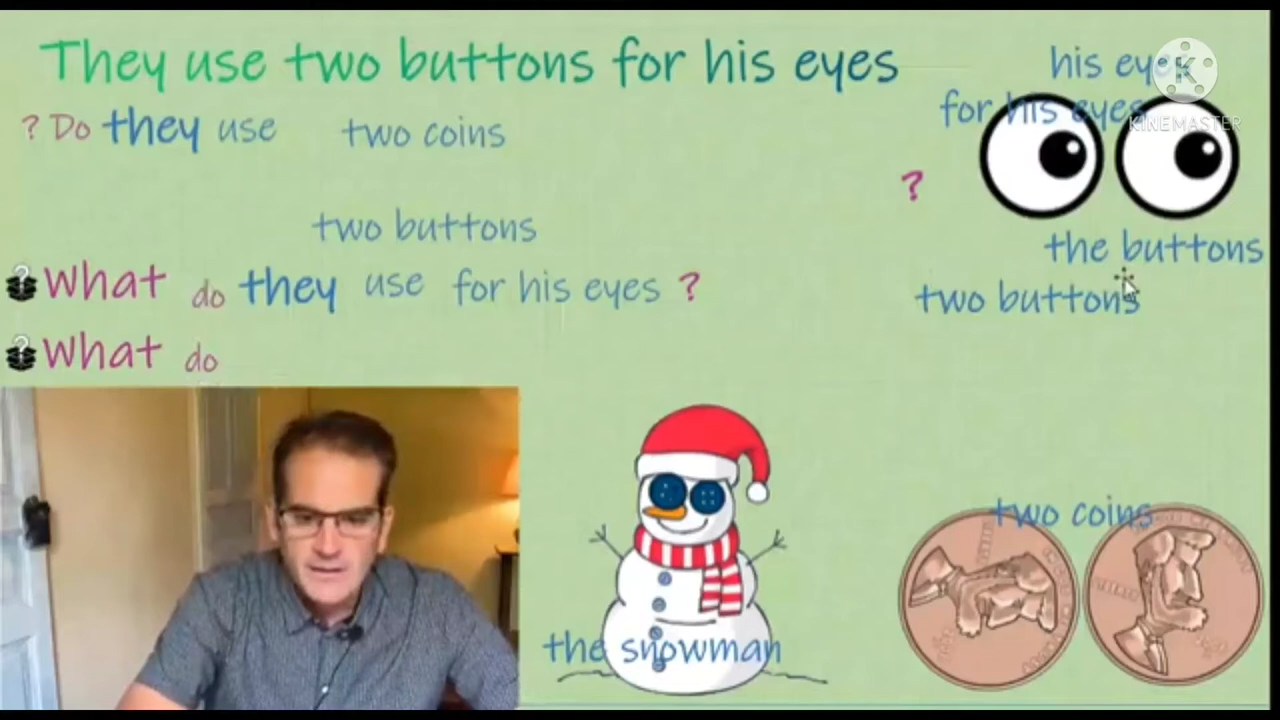 They use two buttons for his eyes
his eyes
for his eyes
KINEMASTER
? Do they use two coins
?
two buttons
the buttons
What do they use for his eyes ?
two buttons
What do
two coins
the snowman